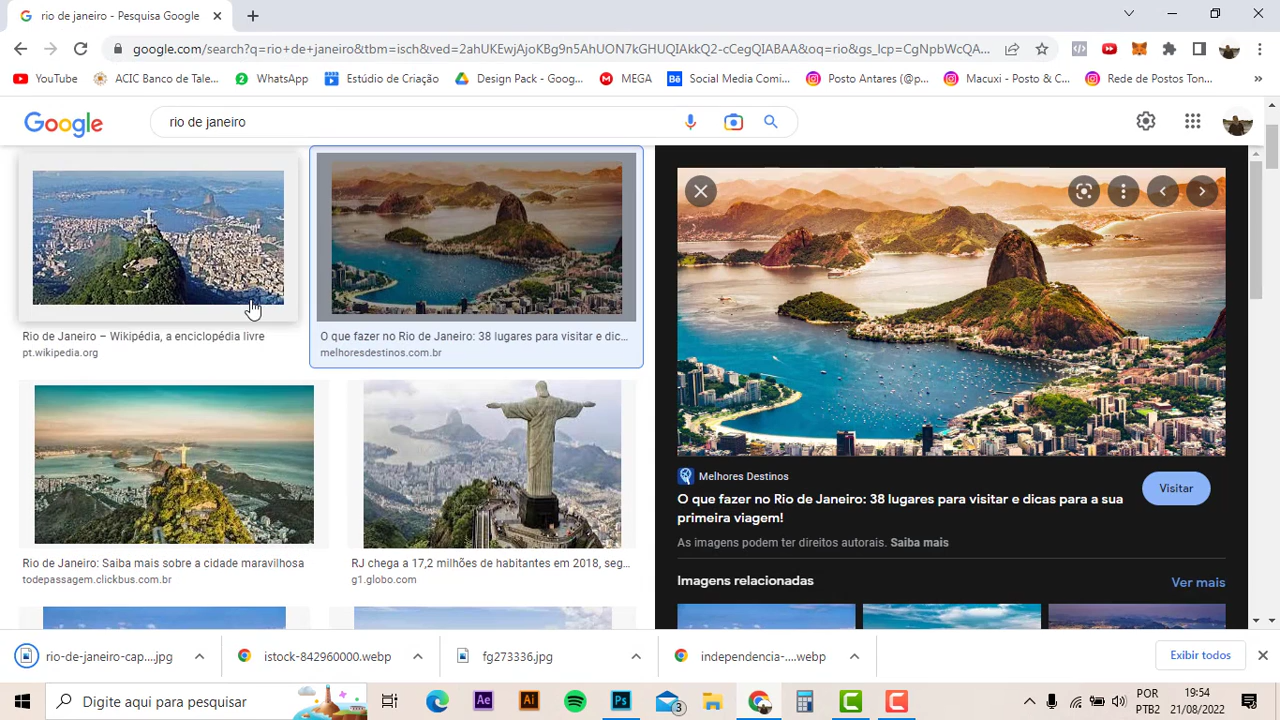 rio de janeiro - Pesquisa Google
google.com/search?q=rio+de+janeiro&tbm=isch&ved=2ahUKEwjAjoKBg9n5AhUON7kGHUQIAkkQ2-cCegQIABAA&oq=rio&gs_lcp=CgNpbWcQA...
YouTube
ACIC Banco de Tale...
WhatsApp
Estúdio de Criação
Design Pack - Goog...
MEGA
Social Media Comi...
Posto Antares (@p...
Macuxi - Posto & C...
Rede de Postos Ton...
Google
rio de janeiro
Rio de Janeiro – Wikipédia, a enciclopédia livre
pt.wikipedia.org
O que fazer no Rio de Janeiro: 38 lugares para visitar e dic...
melhoresdestinos.com.br
Rio de Janeiro: Saiba mais sobre a cidade maravilhosa
todepassagem.clickbus.com.br
RJ chega a 17,2 milhões de habitantes em 2018, seg...
g1.globo.com
Melhores Destinos
O que fazer no Rio de Janeiro: 38 lugares para visitar e dicas para a sua
primeira viagem!
Visitar
As imagens podem ter direitos autorais. Saiba mais
Imagens relacionadas
Ver mais
rio-de-janeiro-cap....jpg
istock-842960000.webp
fg273336.jpg
independencia-....webp
Exibir todos
Digite aqui para pesquisar
Ae
Ai
Ps
3
POR
PTB2
19:54
21/08/2022